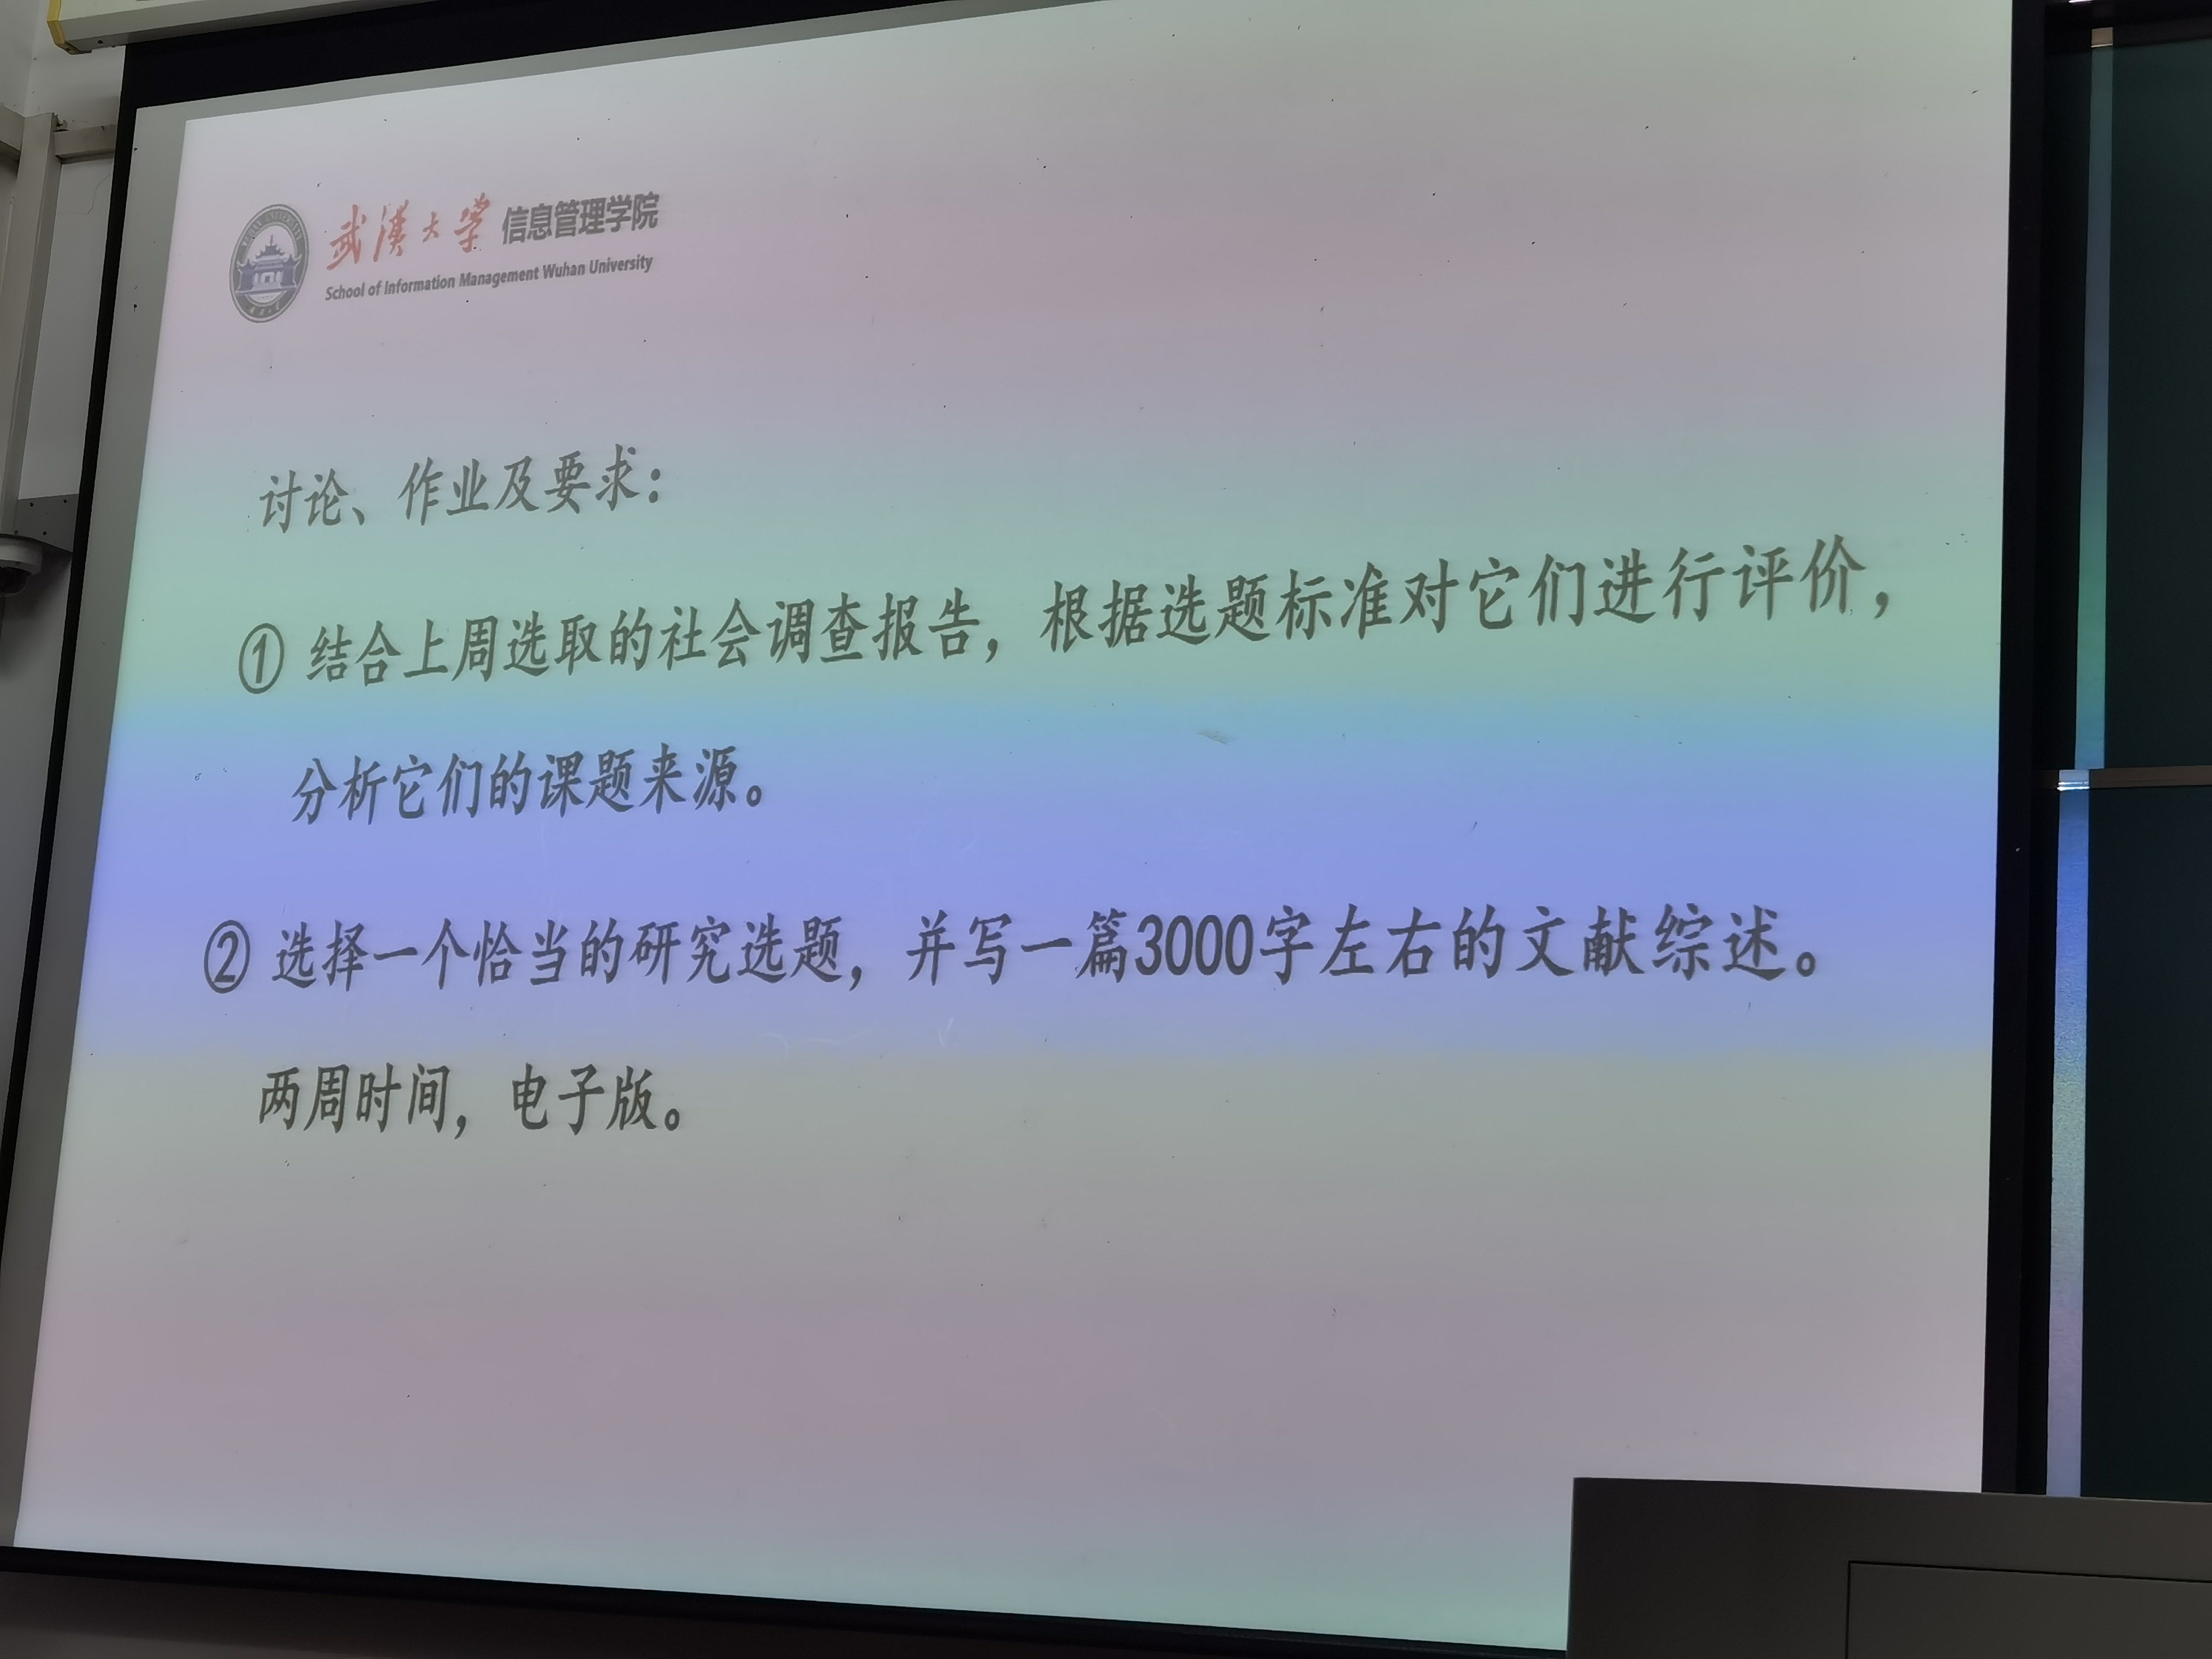 武漢大学 信息管理学院
School of Information Management Wuhan University
讨论、作业及要求：
① 结合上周选取的社会调查报告，根据选题标准对它们进行评价，
分析它们的课题来源。
② 选择一个恰当的研究选题，并写一篇3000字左右的文献综述。
两周时间，电子版。